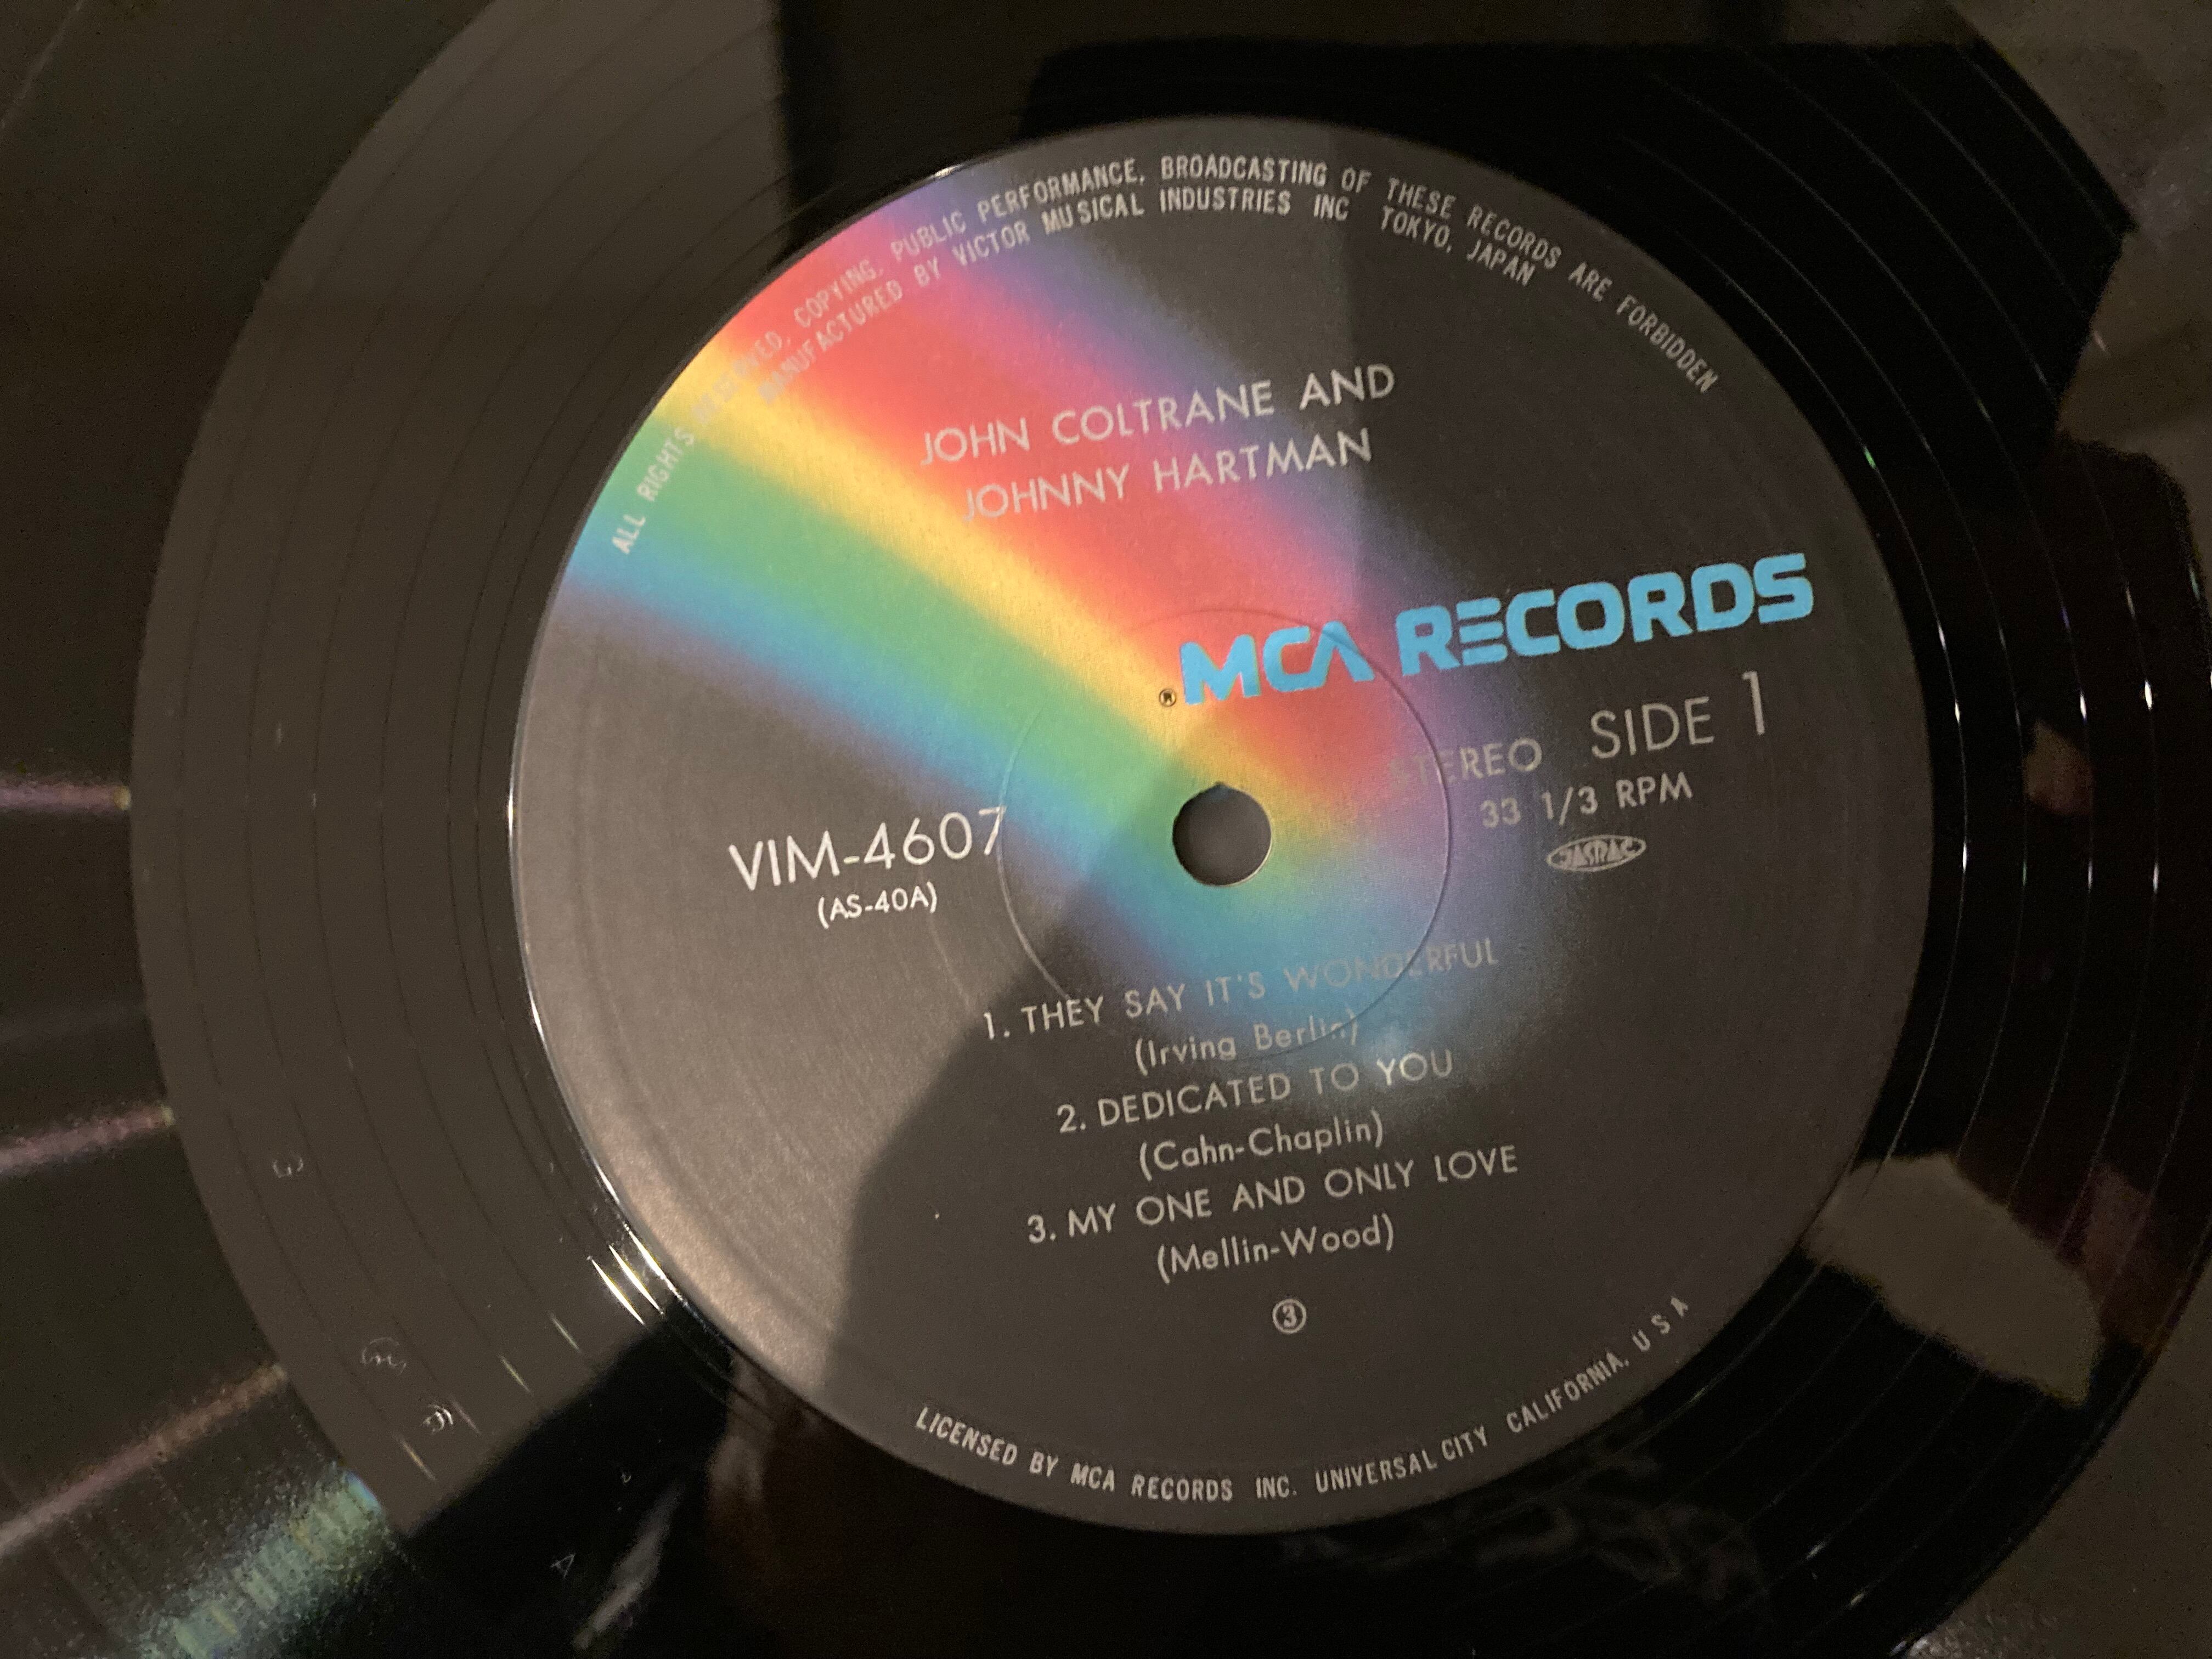 ALL RIGHTS RESERVED. COPYING. PUBLIC PERFORMANCE. BROADCASTING OF THESE RECORDS ARE FORBIDDEN
MANUFACTURED BY VICTOR MUSICAL INDUSTRIES INC TOKYO, JAPAN
JOHN COLTRANE AND
JOHNNY HARTMAN
® MCA RECORDS
STEREO SIDE 1
33 1/3 RPM
JASRAC
VIM-4607
(AS-40A)
1. THEY SAY IT'S WONDERFUL
(Irving Berlin)
2. DEDICATED TO YOU
(Cahn-Chaplin)
3. MY ONE AND ONLY LOVE
(Mellin-Wood)
③
LICENSED BY MCA RECORDS INC. UNIVERSAL CITY CALIFORNIA, U S A